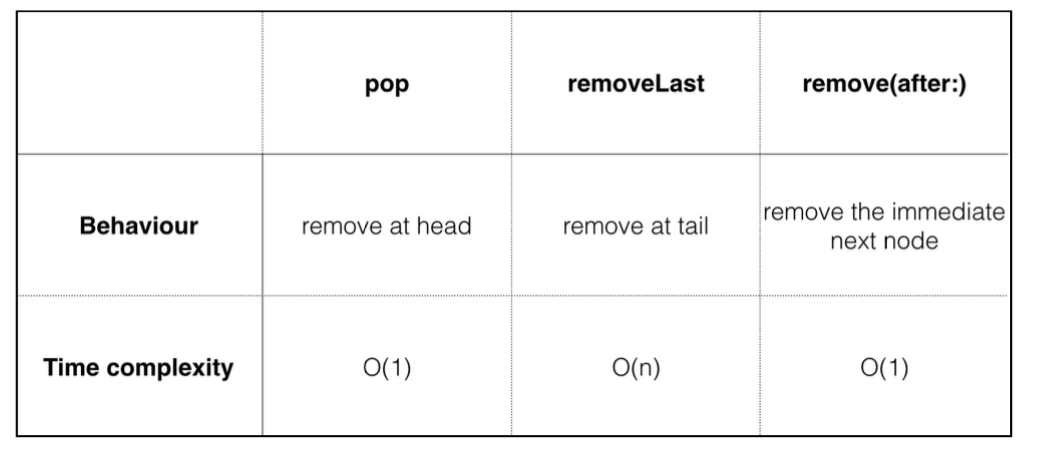 pop removeLast remove(after:)
Behaviour remove at head remove at tail remove the immediate
next node
Time complexity O(1) O(n) O(1)